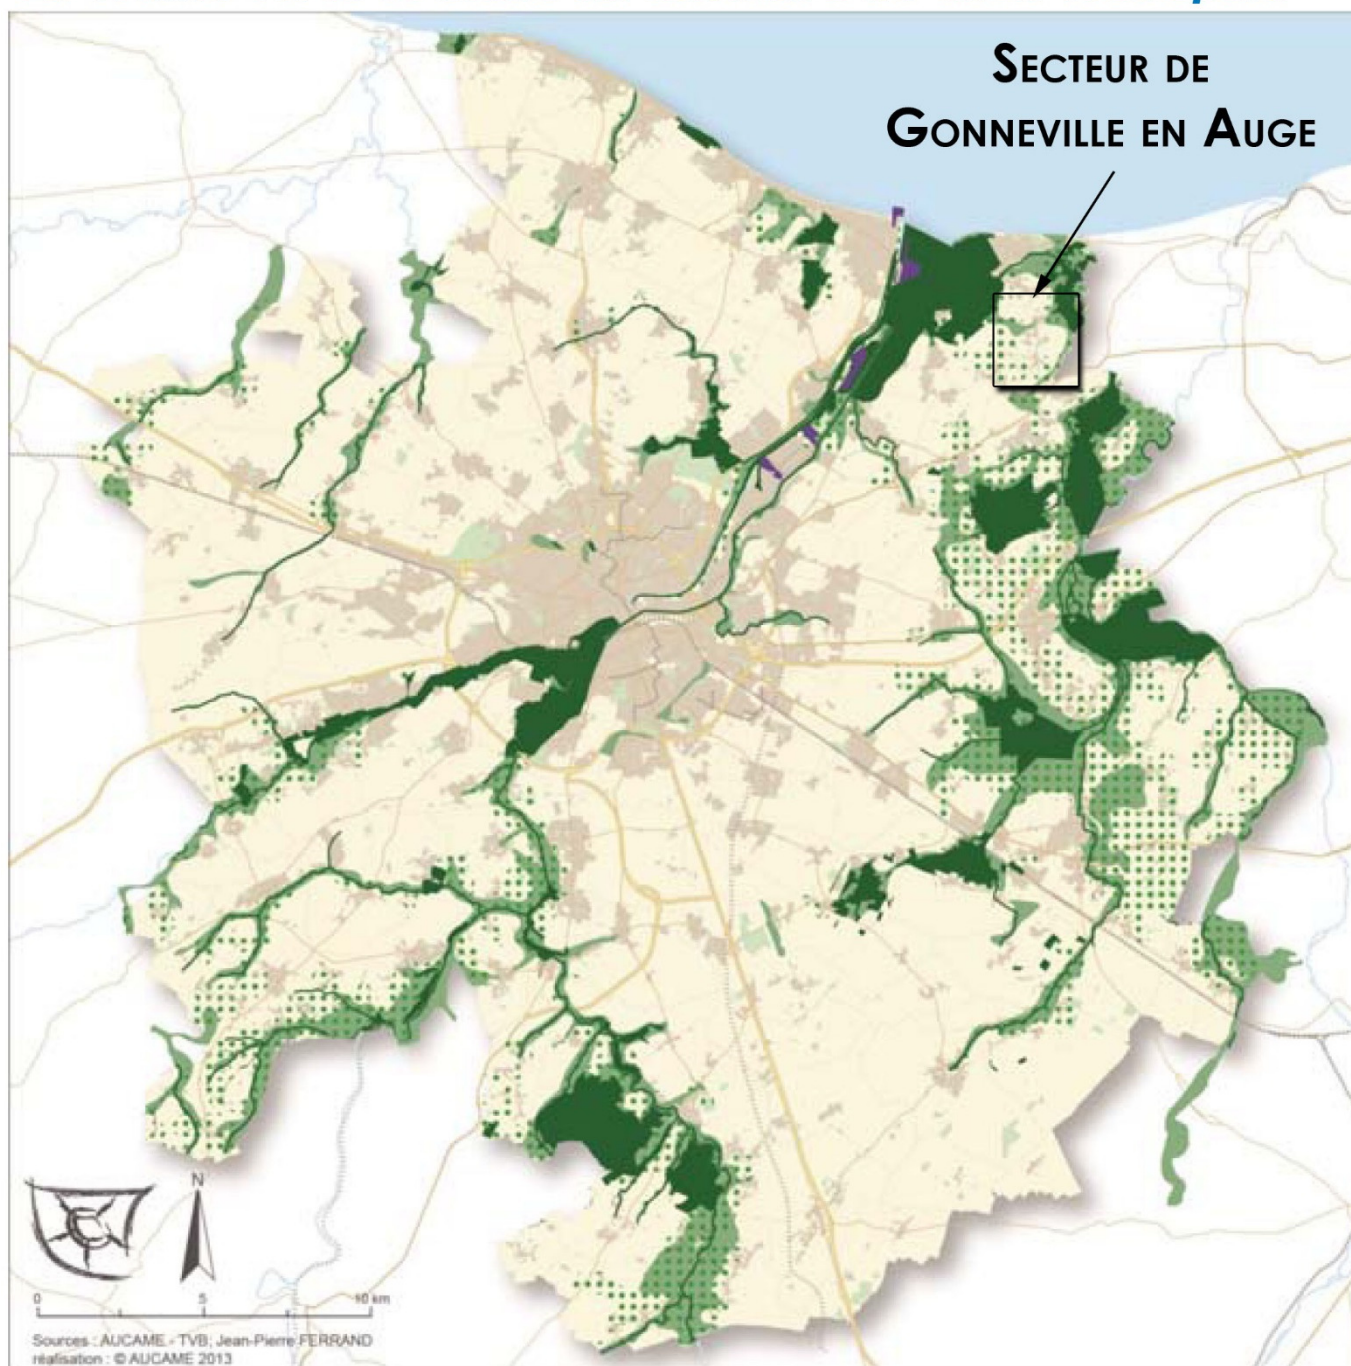 SECTEUR DE
GONNEVILLE EN AUGE
N
0 5 10 km
Sources : AUCAME - TVB; Jean-Pierre FERRAND
réalisation : © AUCAME 2013